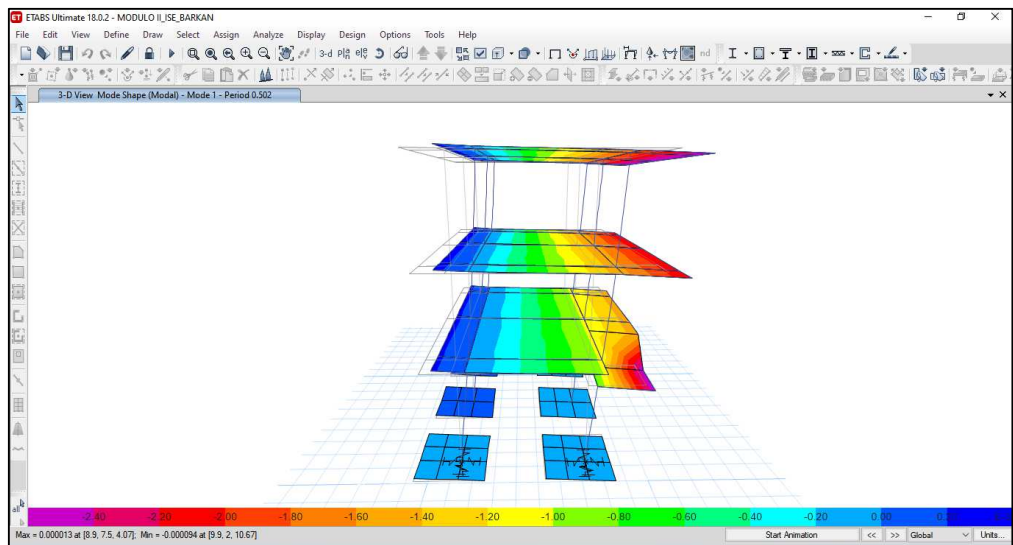 ETABS Ultimate 18.0.2 - MODULO II_ISE_BARKAN
File Edit View Define Draw Select Assign Analyze Display Design Options Tools Help
3-d
nd
3-D View Mode Shape (Modal) - Mode 1 - Period 0.502
all
-2.40 -2.20 -2.00 -1.80 -1.60 -1.40 -1.20 -1.00 -0.80 -0.60 -0.40 -0.20 0.00
Max = 0.000013 at [8.9, 7.5, 4.07]; Min = -0.000094 at [9.9, 2, 10.67] Start Animation << >> Global Units...